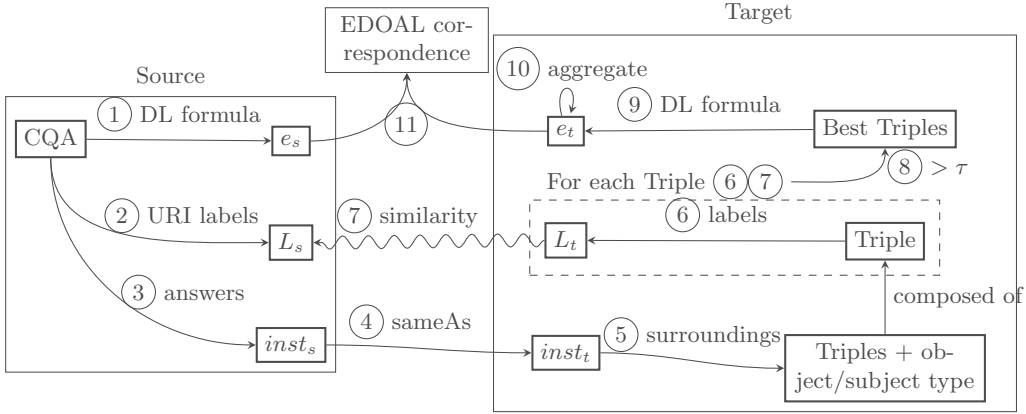 Target
EDOAL cor-
respondence
Source
10 aggregate
1 DL formula
9 DL formula
11
CQA
e_s
e_t
Best Triples
8 > τ
For each Triple 6 7
2 URI labels
7 similarity
6 labels
L_s
L_t
Triple
3 answers
composed of
4 sameAs
5 surroundings
inst_s
inst_t
Triples + ob-
ject/subject type